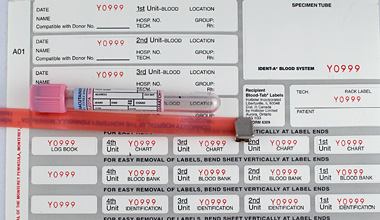 DATE:
NAME
Compatible with Donor No.
Y0999
1st Unit-BLOOD
HOSP. NO.
TECH.
LOCATION
GROUP:
Rh:
SPECIMEN TUBE
IDENT-A® BLOOD SYSTEM
Y0999
A01
DATE:
NAME
Compatible with Donor No.
Y0999
2nd Unit-BLOOD
HOSP. NO.
TECH.
LOCATION
GROUP:
Rh:
DATE:
Y0999
3rd Unit-BLOOD
LOCATION
GROUP:
Rh:
Recipient
Blood-Tab® Labels
TECH.
RACK LABEL
Y0999
VERTICALLY AT LABEL ENDS
Y0999
LOG BOOK
4th Unit
Y0999
CHART
3rd Unit
Y0999
CHART
2nd Unit
Y0999
CHART
1st Unit
Y0999
CHART
FOR EASY REMOVAL OF LABELS, BEND SHEET VERTICALLY AT LABEL ENDS
Y0999
4th Unit
Y0999
BLOOD BANK
3rd Unit
Y0999
BLOOD BANK
2nd Unit
Y0999
BLOOD BANK
1st Unit
Y0999
BLOOD BANK
FOR EASY REMOVAL OF LABELS, BEND SHEET VERTICALLY AT LABEL ENDS
Y0999
4th Unit
Y0999
IDENTIFICATION
3rd Unit
Y0999
IDENTIFICATION
2nd Unit
Y0999
IDENTIFICATION
1st Unit
Y0999
IDENTIFICATION